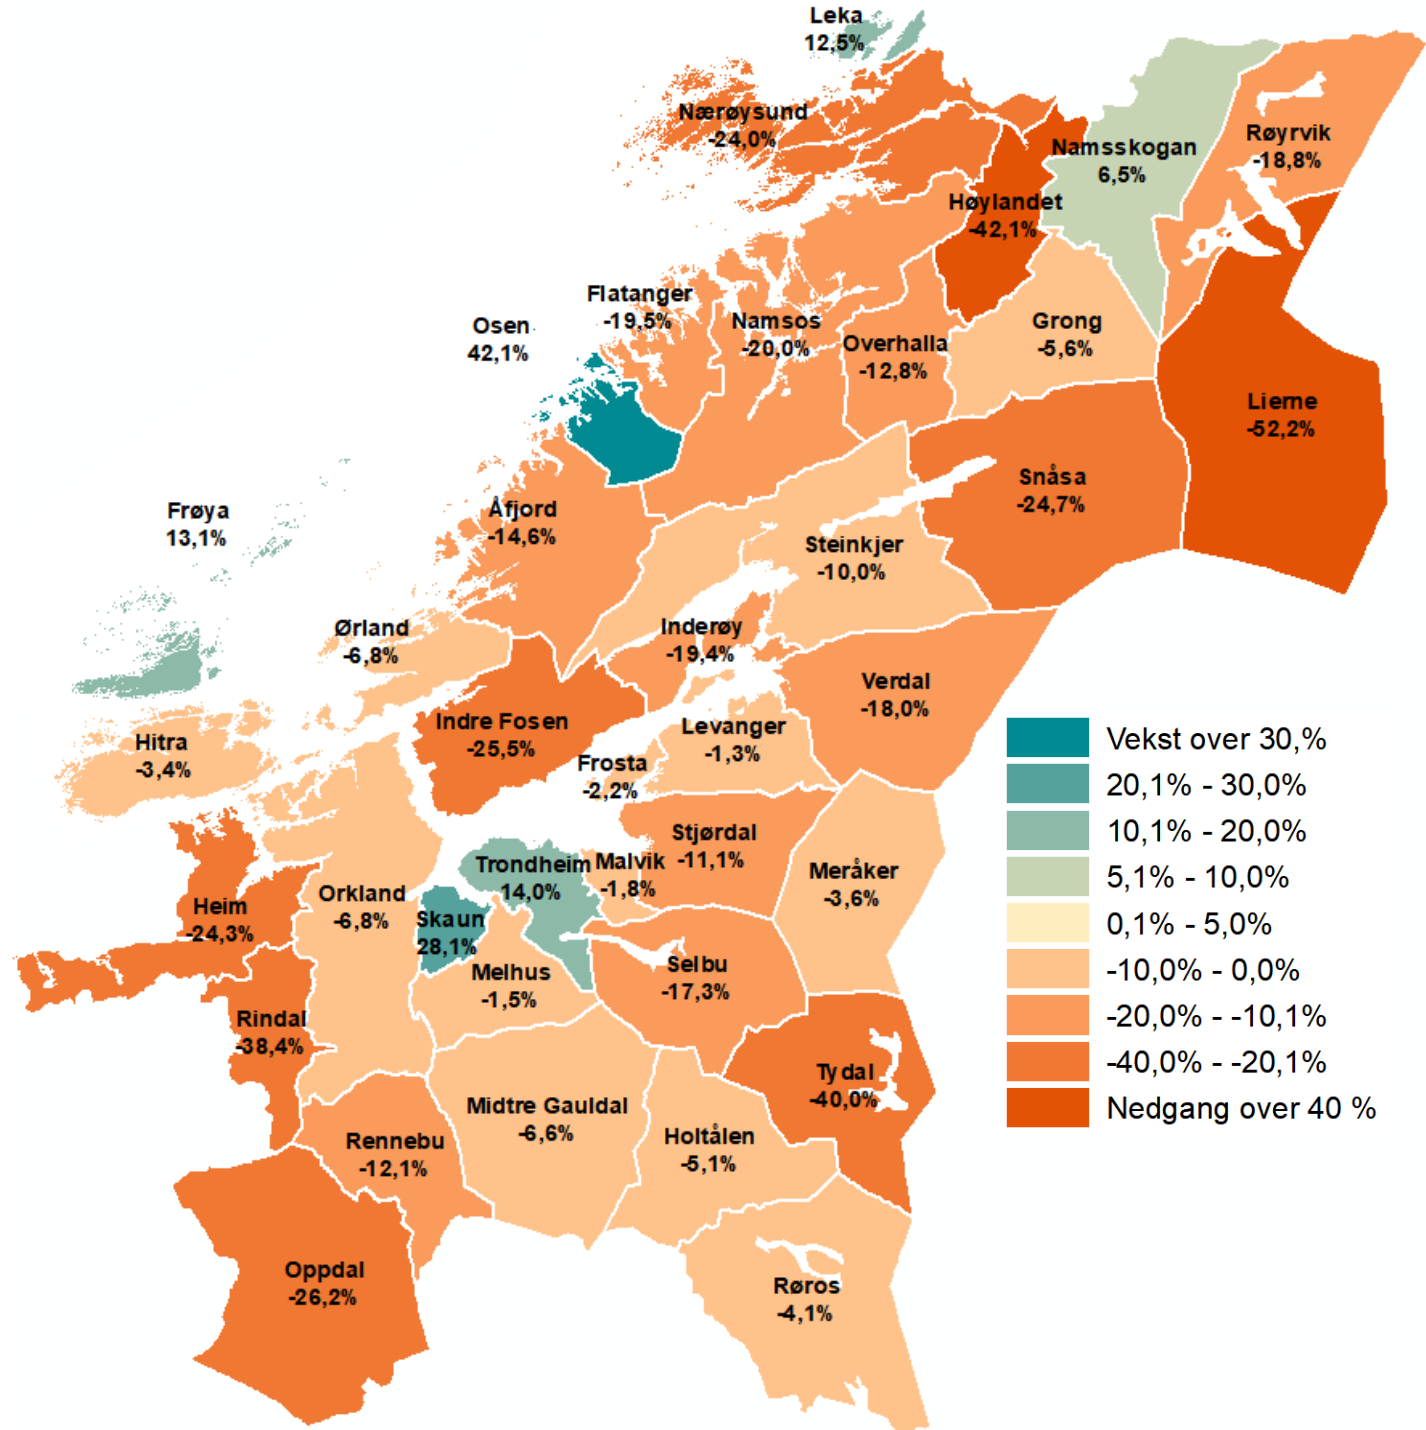 Leka
12,5%
Nærøysund
-24,0%
Namsskogan
6,5%
Røyrvik
-18,8%
Høylandet
-42,1%
Flatanger
-19,5%
Osen
42,1%
Namsos
-20,0%
Overhalla
-12,8%
Grong
-5,6%
Lierne
-52,2%
Snåsa
-24,7%
Frøya
13,1%
Åfjord
-14,6%
Steinkjer
-10,0%
Ørland
-6,8%
Inderøy
-19,4%
Verdal
-18,0%
Indre Fosen
-25,5%
Levanger
-1,3%
Hitra
-3,4%
Frosta
-2,2%
Stjørdal
-11,1%
Trondheim
14,0%
Malvik
-1,8%
Meråker
-3,6%
Orkland
-6,8%
Heim
-24,3%
Skaun
28,1%
Melhus
-1,5%
Selbu
-17,3%
Rindal
-38,4%
Tydal
-40,0%
Midtre Gauldal
-6,6%
Rennebu
-12,1%
Holtålen
-5,1%
Oppdal
-26,2%
Røros
-4,1%
Vekst over 30,%
20,1% - 30,0%
10,1% - 20,0%
5,1% - 10,0%
0,1% - 5,0%
-10,0% - 0,0%
-20,0% - -10,1%
-40,0% - -20,1%
Nedgang over 40 %